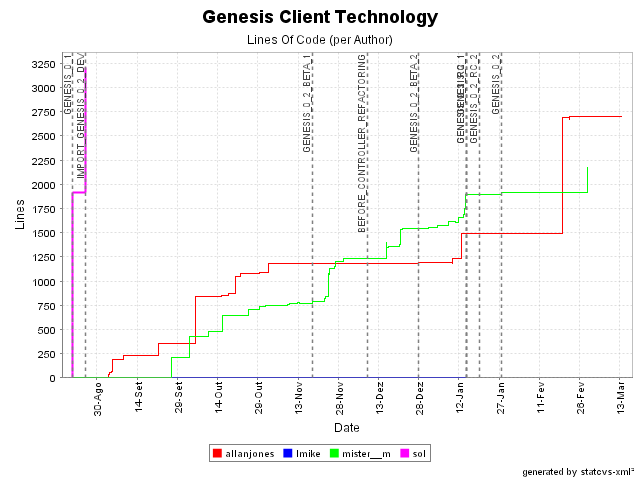 Genesis Client Technology
Lines Of Code (per Author)
GENESIS_0_1
IMPORT_GENESIS_0_2_DEV
GENESIS_0_2_BETA_1
BEFORE_CONTROLLER_REFACTORING
GENESIS_0_2_BETA_2
GENESIS_0_2_RC_2
GENESIS_0_2
Lines
3250
3000
2750
2500
2250
2000
1750
1500
1250
1000
750
500
250
0
30-Ago
14-Set
29-Set
14-Out
29-Out
13-Nov
28-Nov
13-Dez
28-Dez
12-Jan
27-Jan
11-Fev
26-Fev
13-Mar
Date
allanjones
lmike
mister__m
sol
generated by statcvs-xml²